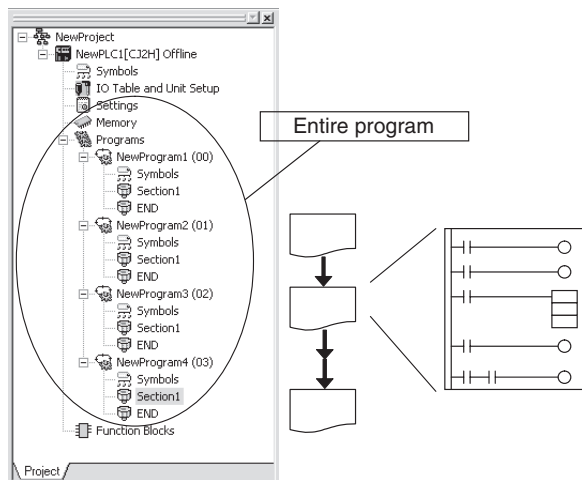 NewProject
NewPLC1[CJ2H] Offline
Symbols
IO Table and Unit Setup
Settings
Memory
Programs
NewProgram1 (00)
Symbols
Section1
END
NewProgram2 (01)
Symbols
Section1
END
NewProgram3 (02)
Symbols
Section1
END
NewProgram4 (03)
Symbols
Section1
END
Function Blocks
Project
Entire program